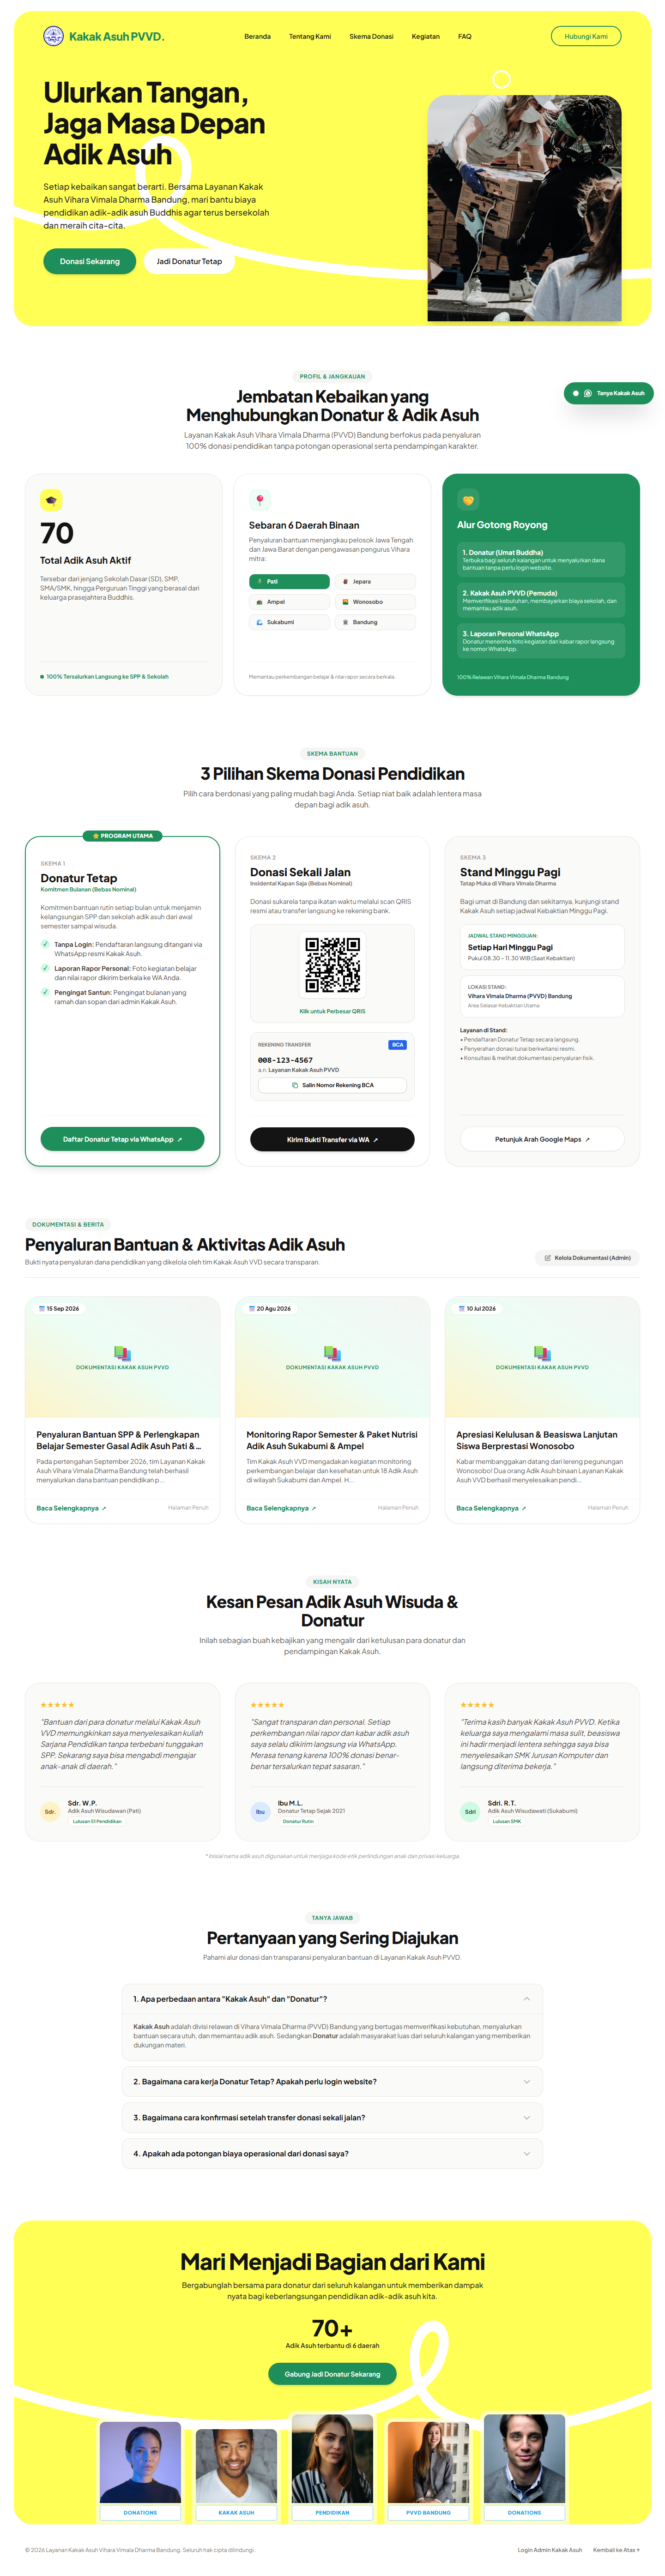 Kakak Asuh PVVD.
Beranda
Tentang Kami
Skema Donasi
Kegiatan
FAQ
Hubungi Kami
Ulurkan Tangan,
Jaga Masa Depan
Adik Asuh
Setiap kebaikan sangat berarti. Bersama Layanan Kakak
Asuh Vihara Vimala Dharma Bandung, mari bantu biaya
pendidikan adik-adik asuh Buddhis agar terus bersekolah
dan meraih cita-cita.
Donasi Sekarang
Jadi Donatur Tetap
PROFIL & JANGKAUAN
Jembatan Kebaikan yang
Menghubungkan Donatur & Adik Asuh
Layanan Kakak Asuh Vihara Vimala Dharma (PVVD) Bandung berfokus pada penyaluran
100% donasi pendidikan tanpa potongan operasional serta pendampingan karakter.
Tanya Kakak Asuh
70
Total Adik Asuh Aktif
Tersebar dari jenjang Sekolah Dasar (SD), SMP,
SMA/SMK, hingga Perguruan Tinggi yang berasal dari
keluarga prasejahtera Buddhis.
100% Tersalurkan Langsung ke SPP & Sekolah
Sebaran 6 Daerah Binaan
Penyaluran bantuan menjangkau pelosok Jawa Tengah
dan Jawa Barat dengan pengawasan pengurus Vihara
mitra:
Pati
Jepara
Ampel
Wonosobo
Sukabumi
Bandung
Memantau perkembangan belajar & nilai rapor secara berkala.
Alur Gotong Royong
1. Donatur (Umat Buddha)
Terbuka bagi seluruh kalangan untuk menyalurkan dana
bantuan tanpa perlu login website.
2. Kakak Asuh PVVD (Pemuda)
Memverifikasi kebutuhan, membayarkan biaya sekolah, dan
memantau adik asuh.
3. Laporan Personal WhatsApp
Donatur menerima foto kegiatan dan kabar rapor langsung
ke nomor WhatsApp.
100% Relawan Vihara Vimala Dharma Bandung
SKEMA BANTUAN
3 Pilihan Skema Donasi Pendidikan
Pilih cara berdonasi yang paling mudah bagi Anda. Setiap niat baik adalah lentera masa
depan bagi adik asuh.
PROGRAM UTAMA
SKEMA 1
Donatur Tetap
Komitmen Bulanan (Bebas Nominal)
Komitmen bantuan rutin setiap bulan untuk menjamin
kelangsungan SPP dan sekolah adik asuh dari awal
semester sampai wisuda.
✓ Tanpa Login: Pendaftaran langsung ditangani via
WhatsApp resmi Kakak Asuh.
✓ Laporan Rapor Personal: Foto kegiatan belajar
dan nilai rapor dikirim berkala ke WA Anda.
✓ Pengingat Santun: Pengingat bulanan yang
ramah dan sopan dari admin Kakak Asuh.
Daftar Donatur Tetap via WhatsApp ↗
SKEMA 2
Donasi Sekali Jalan
Insidental Kapan Saja (Bebas Nominal)
Donasi sukarela tanpa ikatan waktu melalui scan QRIS
resmi atau transfer langsung ke rekening bank.
Klik untuk Perbesar QRIS
REKENING TRANSFER
BCA
008-123-4567
a.n. Layanan Kakak Asuh PVVD
Salin Nomor Rekening BCA
Kirim Bukti Transfer via WA ↗
SKEMA 3
Stand Minggu Pagi
Tatap Muka di Vihara Vimala Dharma
Bagi umat di Bandung dan sekitarnya, kunjungi stand
Kakak Asuh setiap jadwal Kebaktian Minggu Pagi.
JADWAL STAND MINGGUAN:
Setiap Hari Minggu Pagi
Pukul 08.30 – 11.30 WIB (Saat Kebaktian)
LOKASI STAND:
Vihara Vimala Dharma (PVVD) Bandung
Area Selasar Kebaktian Utama
Layanan di Stand:
• Pendaftaran Donatur Tetap secara langsung.
• Penyerahan donasi tunai berkwitansi resmi.
• Konsultasi & melihat dokumentasi penyaluran fisik.
Petunjuk Arah Google Maps ↗
DOKUMENTASI & BERITA
Penyaluran Bantuan & Aktivitas Adik Asuh
Bukti nyata penyaluran dana pendidikan yang dikelola oleh tim Kakak Asuh VVD secara transparan.
Kelola Dokumentasi (Admin)
15 Sep 2026
DOKUMENTASI KAKAK ASUH PVVD
Penyaluran Bantuan SPP & Perlengkapan
Belajar Semester Gasal Adik Asuh Pati &...
Pada pertengahan September 2026, tim Layanan Kakak
Asuh Vihara Vimala Dharma Bandung telah berhasil
menyalurkan dana bantuan pendidikan p...
Baca Selengkapnya ↗
Halaman Penuh
20 Agu 2026
DOKUMENTASI KAKAK ASUH PVVD
Monitoring Rapor Semester & Paket Nutrisi
Adik Asuh Sukabumi & Ampel
Tim Kakak Asuh VVD mengadakan kegiatan monitoring
perkembangan belajar dan kesehatan untuk 18 Adik Asuh
di wilayah Sukabumi dan Ampel. H...
Baca Selengkapnya ↗
Halaman Penuh
10 Jul 2026
DOKUMENTASI KAKAK ASUH PVVD
Apresiasi Kelulusan & Beasiswa Lanjutan
Siswa Berprestasi Wonosobo
Kabar membanggakan datang dari lereng pegunungan
Wonosobo! Dua orang Adik Asuh binaan Layanan Kakak
Asuh VVD berhasil menyelesaikan pendi...
Baca Selengkapnya ↗
Halaman Penuh
KISAH NYATA
Kesan Pesan Adik Asuh Wisuda &
Donatur
Inilah sebagian buah kebajikan yang mengalir dari ketulusan para donatur dan
pendampingan Kakak Asuh.
★★★★★
"Bantuan dari para donatur melalui Kakak Asuh
VVD memungkinkan saya menyelesaikan kuliah
Sarjana Pendidikan tanpa terbebani tunggakan
SPP. Sekarang saya bisa mengabdi mengajar
anak-anak di daerah."
Sdr.
Sdr. W.P.
Adik Asuh Wisudawan (Pati)
Lulusan S1 Pendidikan
★★★★★
"Sangat transparan dan personal. Setiap
perkembangan nilai rapor dan kabar adik asuh
saya selalu dikirim langsung via WhatsApp.
Merasa tenang karena 100% donasi benar-
benar tersalurkan tepat sasaran."
Ibu
Ibu M.L.
Donatur Tetap Sejak 2021
Donatur Rutin
★★★★★
"Terima kasih banyak Kakak Asuh PVVD. Ketika
keluarga saya mengalami masa sulit, beasiswa
ini hadir menjadi lentera sehingga saya bisa
menyelesaikan SMK Jurusan Komputer dan
langsung diterima bekerja."
Sdri
Sdri. R.T.
Adik Asuh Wisudawati (Sukabumi)
Lulusan SMK
* Inisial nama adik asuh digunakan untuk menjaga kode etik perlindungan anak dan privasi keluarga.
TANYA JAWAB
Pertanyaan yang Sering Diajukan
Pahami alur donasi dan transparansi penyaluran bantuan di Layanan Kakak Asuh PVVD.
1. Apa perbedaan antara "Kakak Asuh" dan "Donatur"?
Kakak Asuh adalah divisi relawan di Vihara Vimala Dharma (PVVD) Bandung yang bertugas memverifikasi kebutuhan, menyalurkan
bantuan secara utuh, dan memantau adik asuh. Sedangkan Donatur adalah masyarakat luas dari seluruh kalangan yang memberikan
dukungan materi.
2. Bagaimana cara kerja Donatur Tetap? Apakah perlu login website?
3. Bagaimana cara konfirmasi setelah transfer donasi sekali jalan?
4. Apakah ada potongan biaya operasional dari donasi saya?
Mari Menjadi Bagian dari Kami
Bergabunglah bersama para donatur dari seluruh kalangan untuk memberikan dampak
nyata bagi keberlangsungan pendidikan adik-adik asuh kita.
70+
Adik Asuh terbantu di 6 daerah
Gabung Jadi Donatur Sekarang
DONATIONS
KAKAK ASUH
PENDIDIKAN
PVVD BANDUNG
DONATIONS
© 2026 Layanan Kakak Asuh Vihara Vimala Dharma Bandung. Seluruh hak cipta dilindungi.
Login Admin Kakak Asuh
Kembali ke Atas ↑